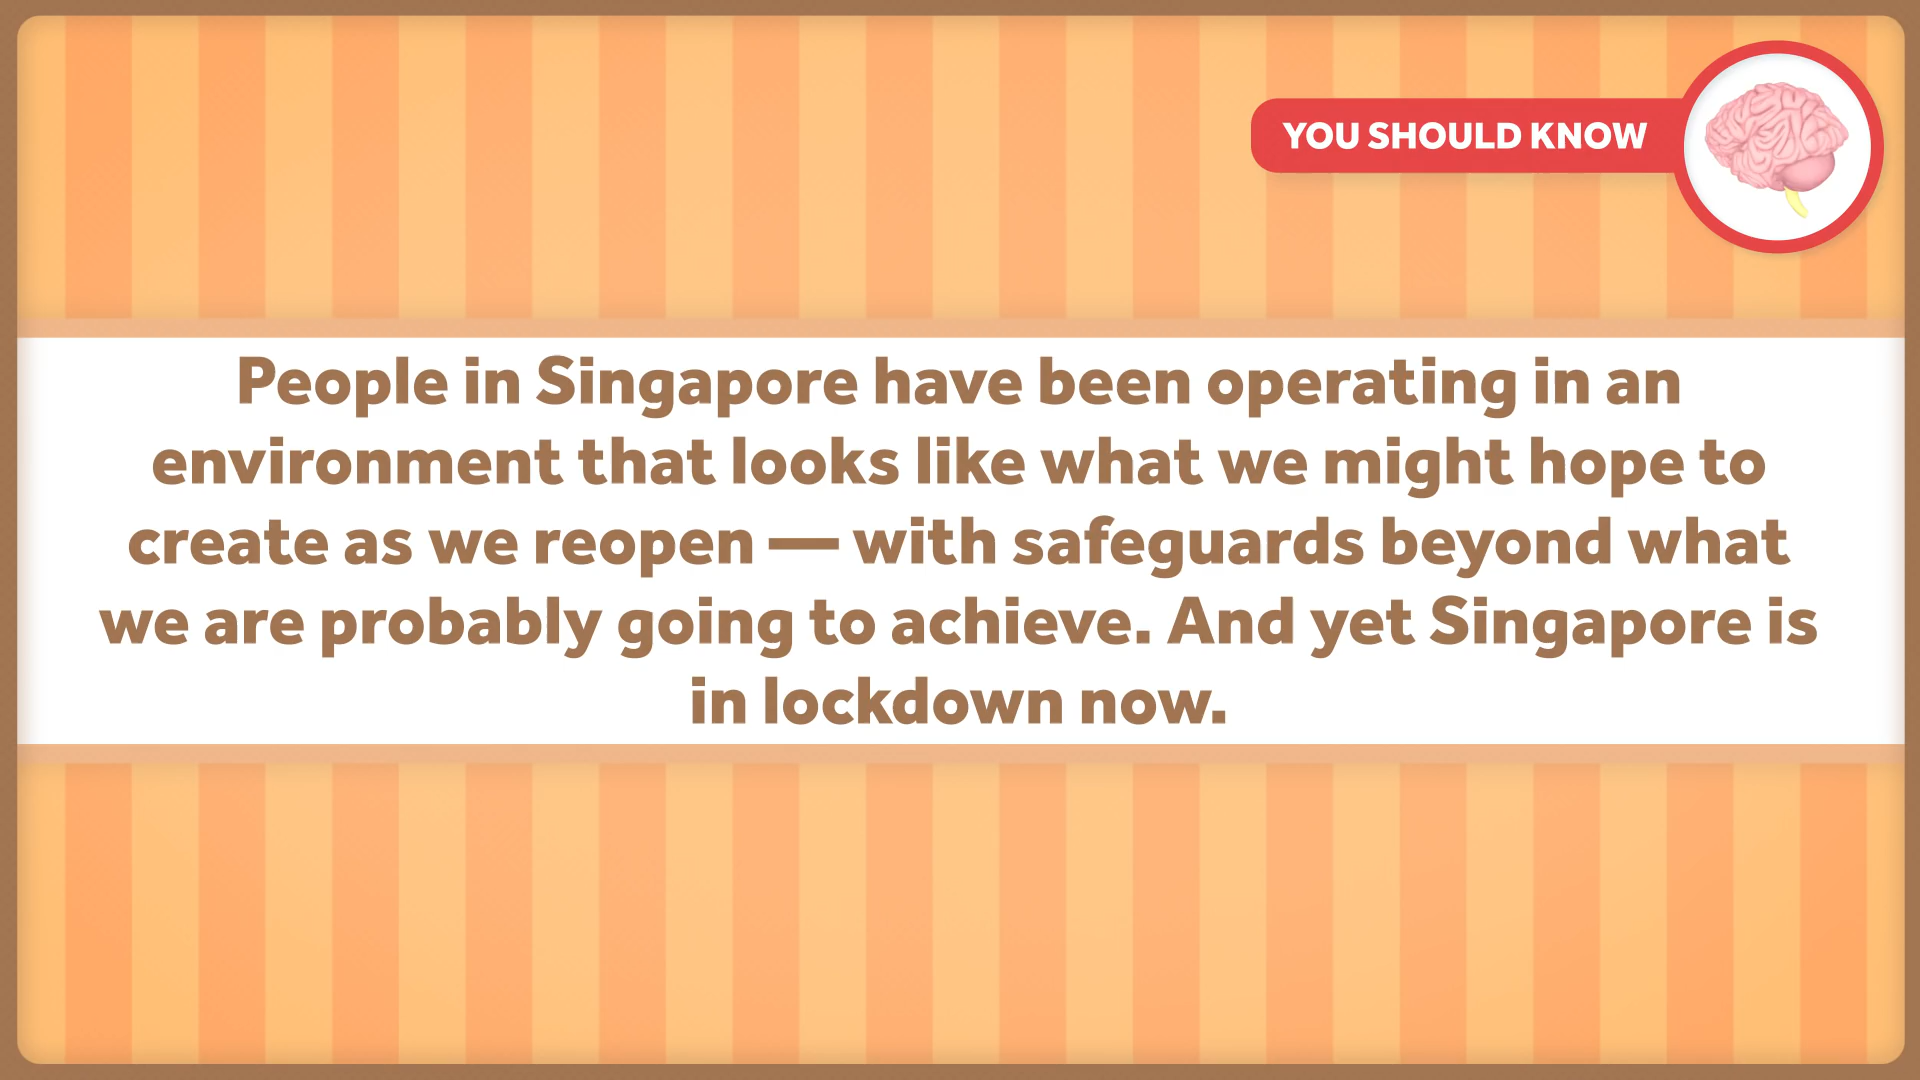 YOU SHOULD KNOW
People in Singapore have been operating in an
environment that looks like what we might hope to
create as we reopen — with safeguards beyond what
we are probably going to achieve. And yet Singapore is
in lockdown now.